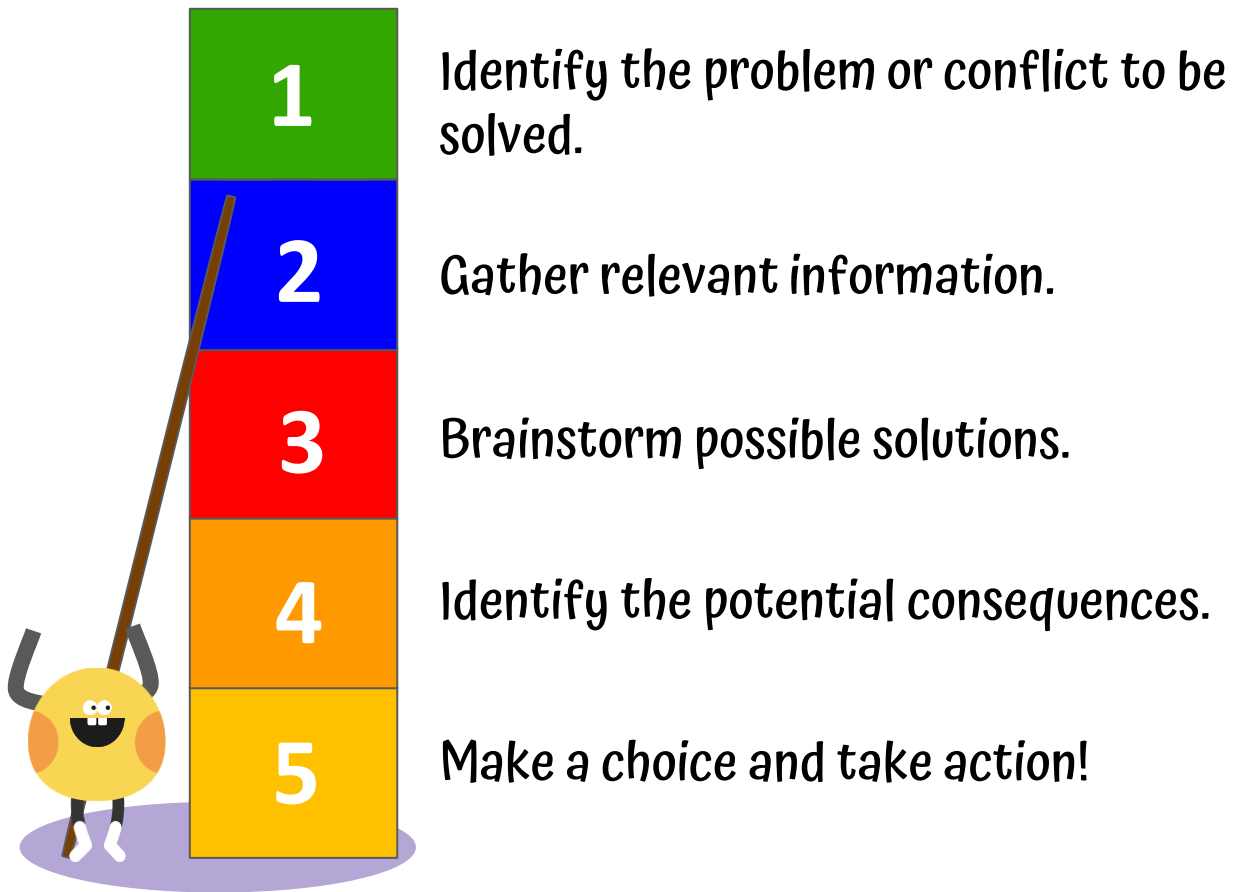 1
Identify the problem or conflict to be
solved.
2
Gather relevant information.
3
Brainstorm possible solutions.
4
Identify the potential consequences.
5
Make a choice and take action!